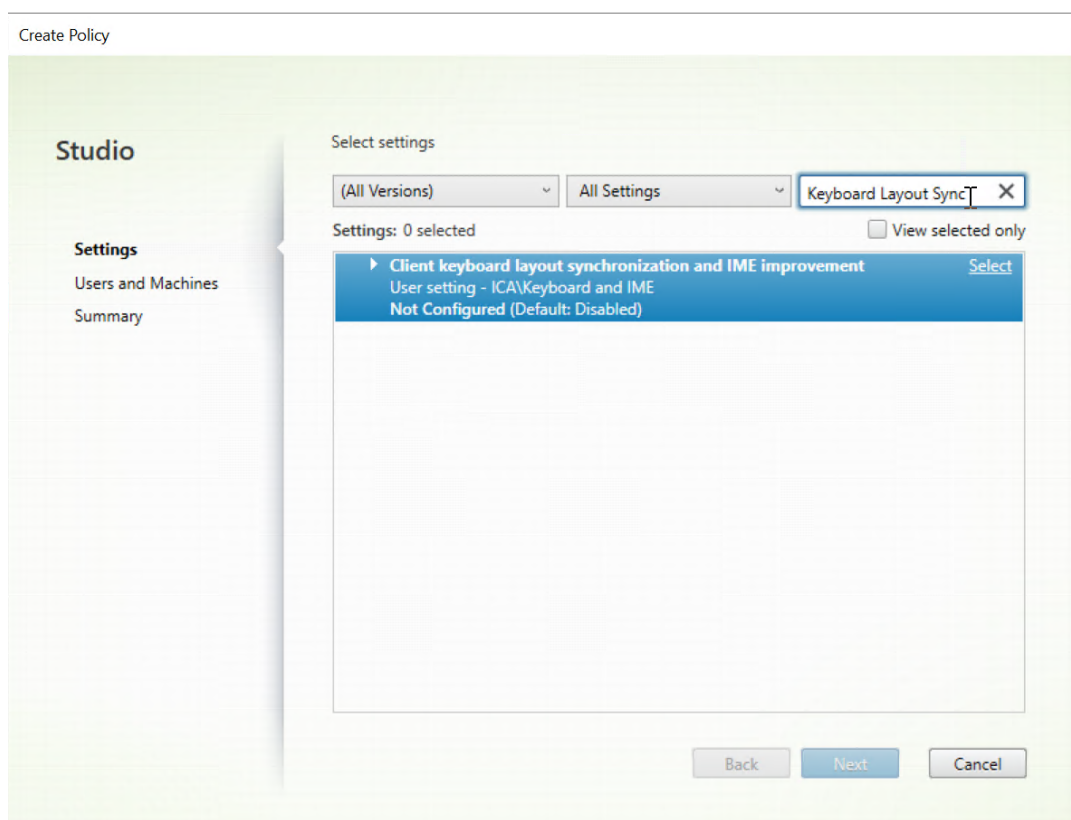 Create Policy
Studio
Settings
Users and Machines
Summary
Select settings
(All Versions)
All Settings
Keyboard Layout Sync
Settings: 0 selected
View selected only
Client keyboard layout synchronization and IME improvement
Select
User setting - ICA\Keyboard and IME
Not Configured (Default: Disabled)
Back
Next
Cancel